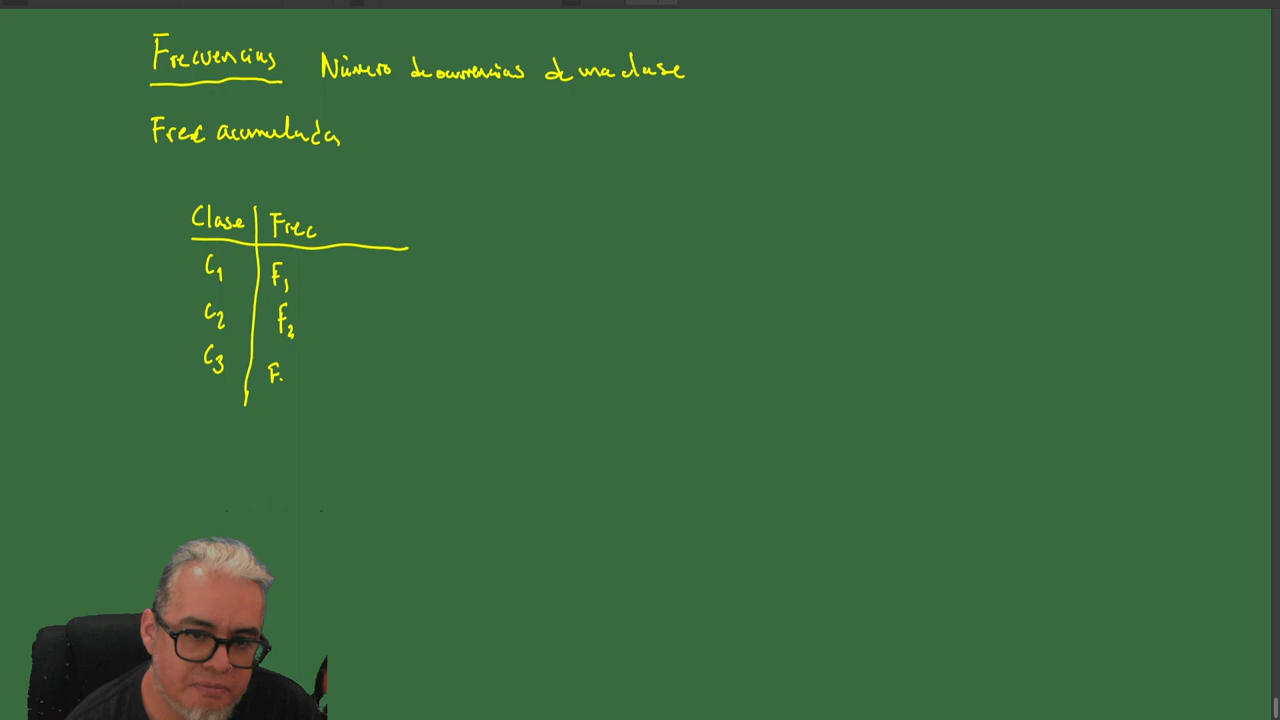 Frecuencias Número de ocurrencias de una clase
Frec acumulada
Clase Frec
C1 F1
C2 F2
C3 F.